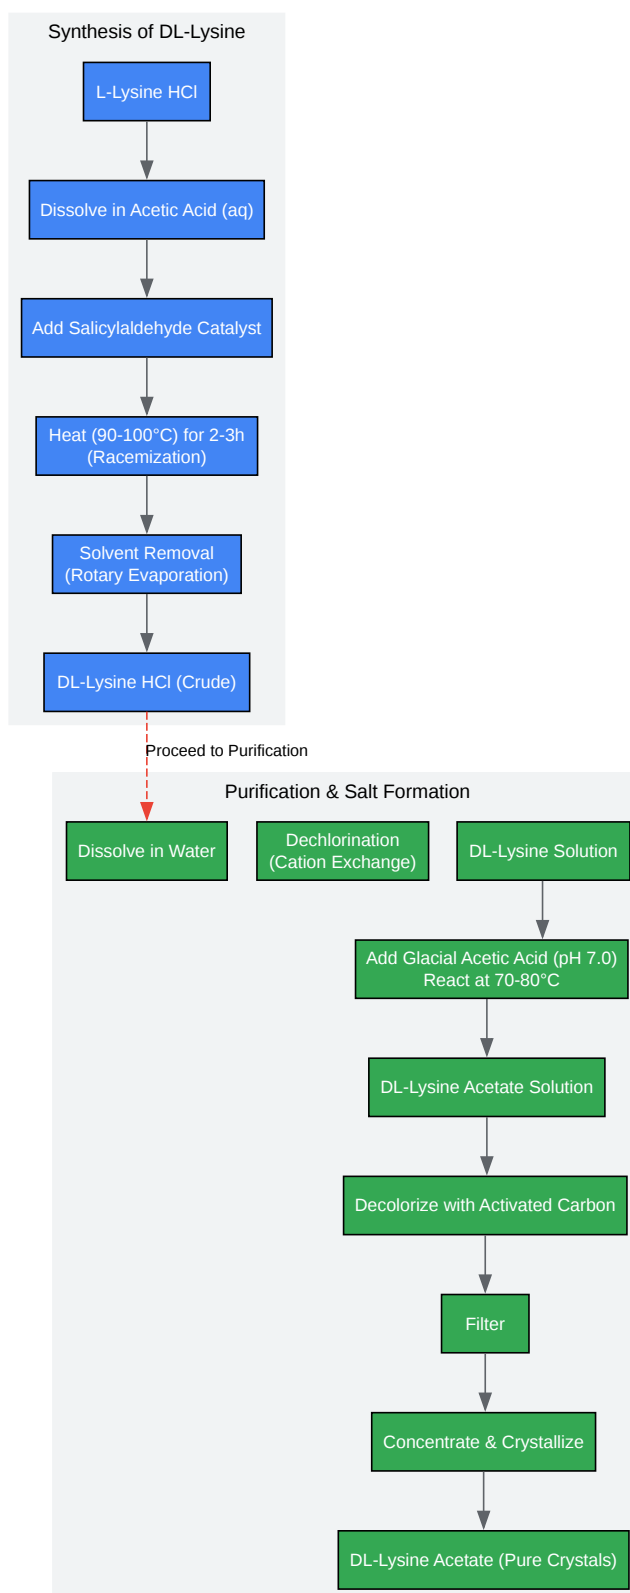 Synthesis of DL-Lysine
L-Lysine HCl
Dissolve in Acetic Acid (aq)
Add Salicylaldehyde Catalyst
Heat (90-100°C) for 2-3h
(Racemization)
Solvent Removal
(Rotary Evaporation)
DL-Lysine HCl (Crude)
Proceed to Purification
Purification & Salt Formation
Dissolve in Water
Dechlorination
(Cation Exchange)
DL-Lysine Solution
Add Glacial Acetic Acid (pH 7.0)
React at 70-80°C
DL-Lysine Acetate Solution
Decolorize with Activated Carbon
Filter
Concentrate & Crystallize
DL-Lysine Acetate (Pure Crystals)